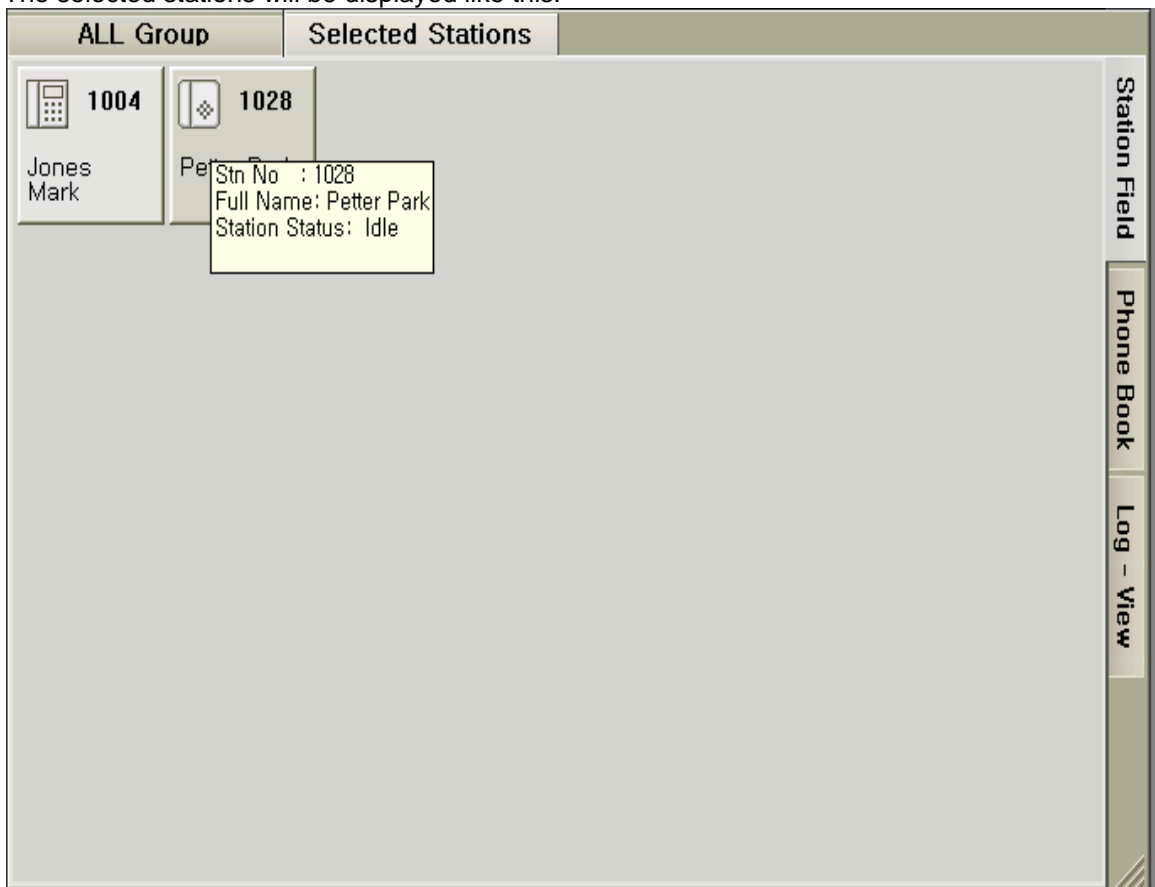 The selected stations will be displayed like this.
ALL Group
Selected Stations
1004
Jones
Mark
1028
Stn No : 1028
Full Name: Petter Park
Station Status: Idle
Station Field
Phone Book
Log - View